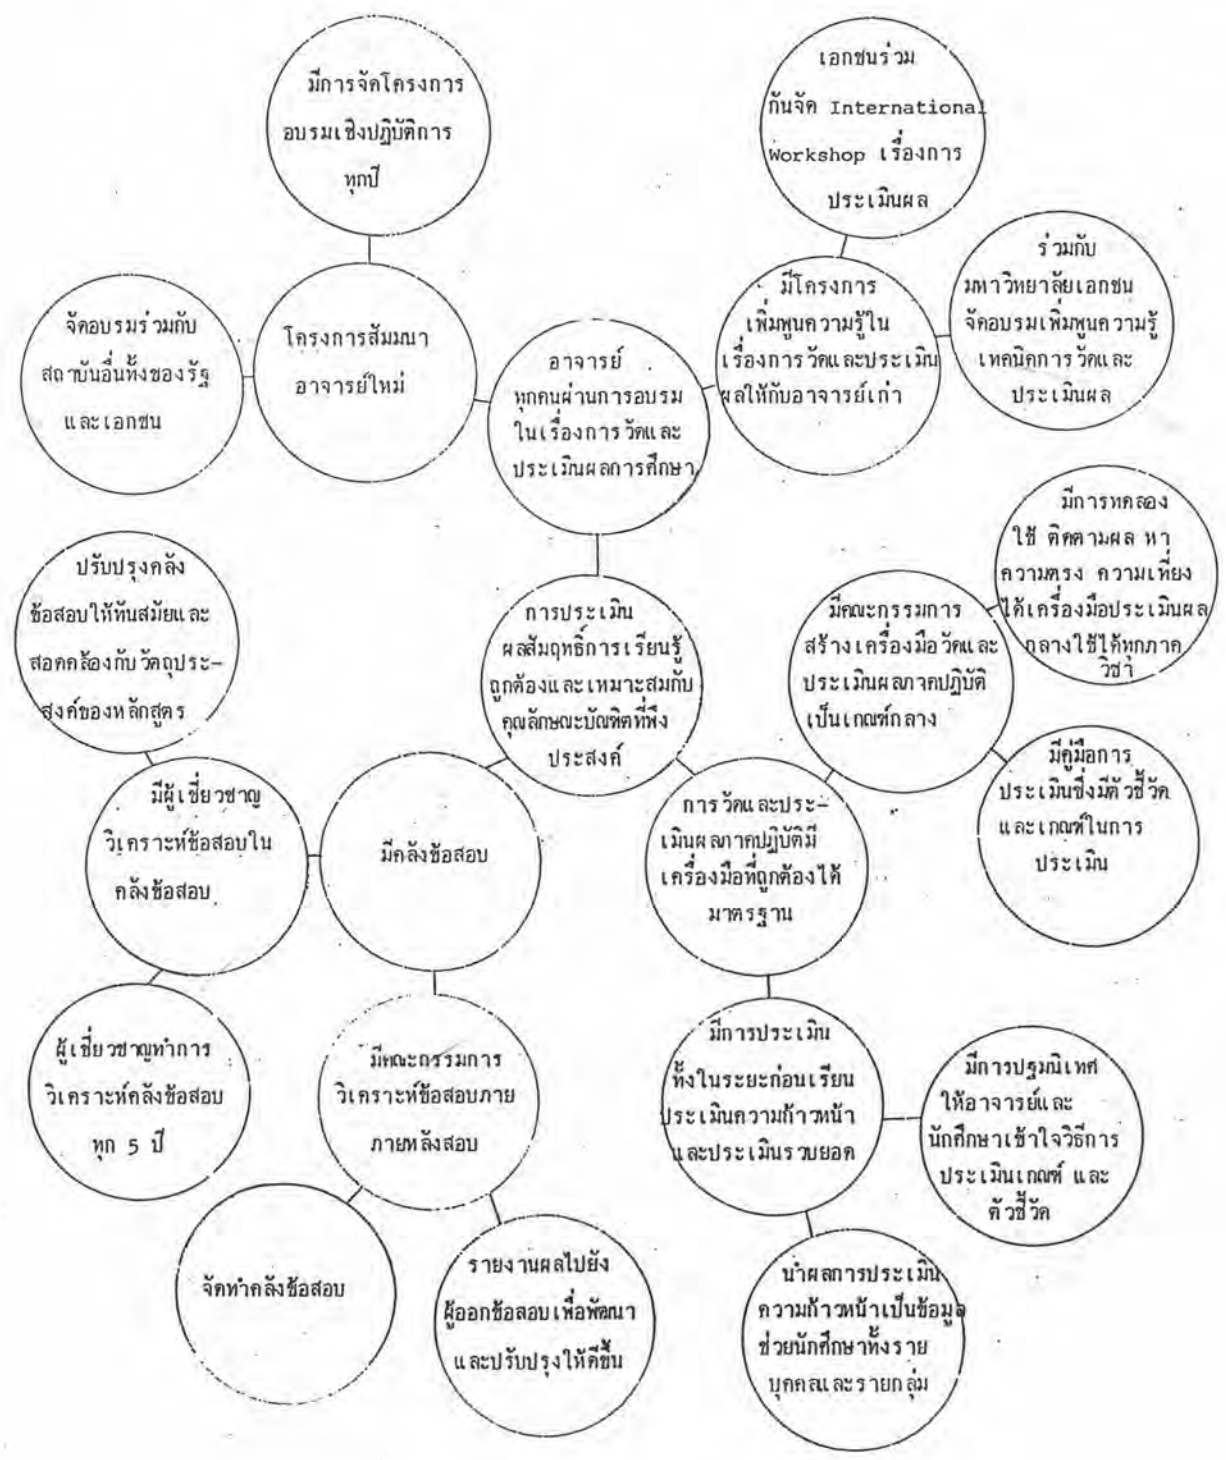 มีการจัดโครงการ
อบรมเชิงปฏิบัติการ
ทุกปี
เอกชนร่วม
กันจัด International
Workshop เรื่องการ
ประเมินผล
จัดอบรมร่วมกับ
สถาบันอื่นทั้งของรัฐ
และเอกชน
โครงการสัมมนา
อาจารย์ใหม่
อาจารย์
ทุกคนผ่านการอบรม
ในเรื่องการวัดและ
ประเมินผลการศึกษา
มีโครงการ
เพิ่มพูนความรู้ใน
เรื่องการวัดและประเมิน
ผลให้กับอาจารย์เก่า
ร่วมกับ
มหาวิทยาลัยเอกชน
จัดอบรมเพิ่มพูนความรู้
เทคนิคการวัดและ
ประเมินผล
ปรับปรุงคลัง
ข้อสอบให้ทันสมัยและ
สอดคล้องกับวัตถุประ-
สงค์ของหลักสูตร
การประเมิน
ผลสัมฤทธิ์การเรียนรู้
ถูกต้องและเหมาะสมกับ
คุณลักษณะบัณฑิตที่พึง
ประสงค์
มีคณะกรรมการ
สร้างเครื่องมือวัดและ
ประเมินผลภาคปฏิบัติ
เป็นเกณฑ์กลาง
มีการทดลอง
ใช้ ติดตามผล หา
ความตรง ความเที่ยง
ได้เครื่องมือประเมินผล
กลางใช้ได้ทุกภาค
วิชา
มีผู้เชี่ยวชาญ
วิเคราะห์ข้อสอบใน
คลังข้อสอบ
มีคลังข้อสอบ
การวัดและประ-
เมินผลภาคปฏิบัติมี
เครื่องมือที่ถูกต้องได้
มาตรฐาน
มีคู่มือการ
ประเมินซึ่งมีตัวชี้วัด
และเกณฑ์ในการ
ประเมิน
ผู้เชี่ยวชาญทำการ
วิเคราะห์คลังข้อสอบ
ทุก 5 ปี
มีคณะกรรมการ
วิเคราะห์ข้อสอบภาย
ภายหลังสอบ
มีการประเมิน
ทั้งในระยะก่อนเรียน
ประเมินความก้าวหน้า
และประเมินรวบยอด
มีการปฐมนิเทศ
ให้อาจารย์และ
นักศึกษาเข้าใจวิธีการ
ประเมินเกณฑ์ และ
ตัวชี้วัด
จัดทำคลังข้อสอบ
รายงานผลไปยัง
ผู้ออกข้อสอบเพื่อพัฒนา
และปรับปรุงให้ดีขึ้น
นำผลการประเมิน
ความก้าวหน้าเป็นข้อมูล
ช่วยนักศึกษาทั้งราย
บุคคลและรายกลุ่ม